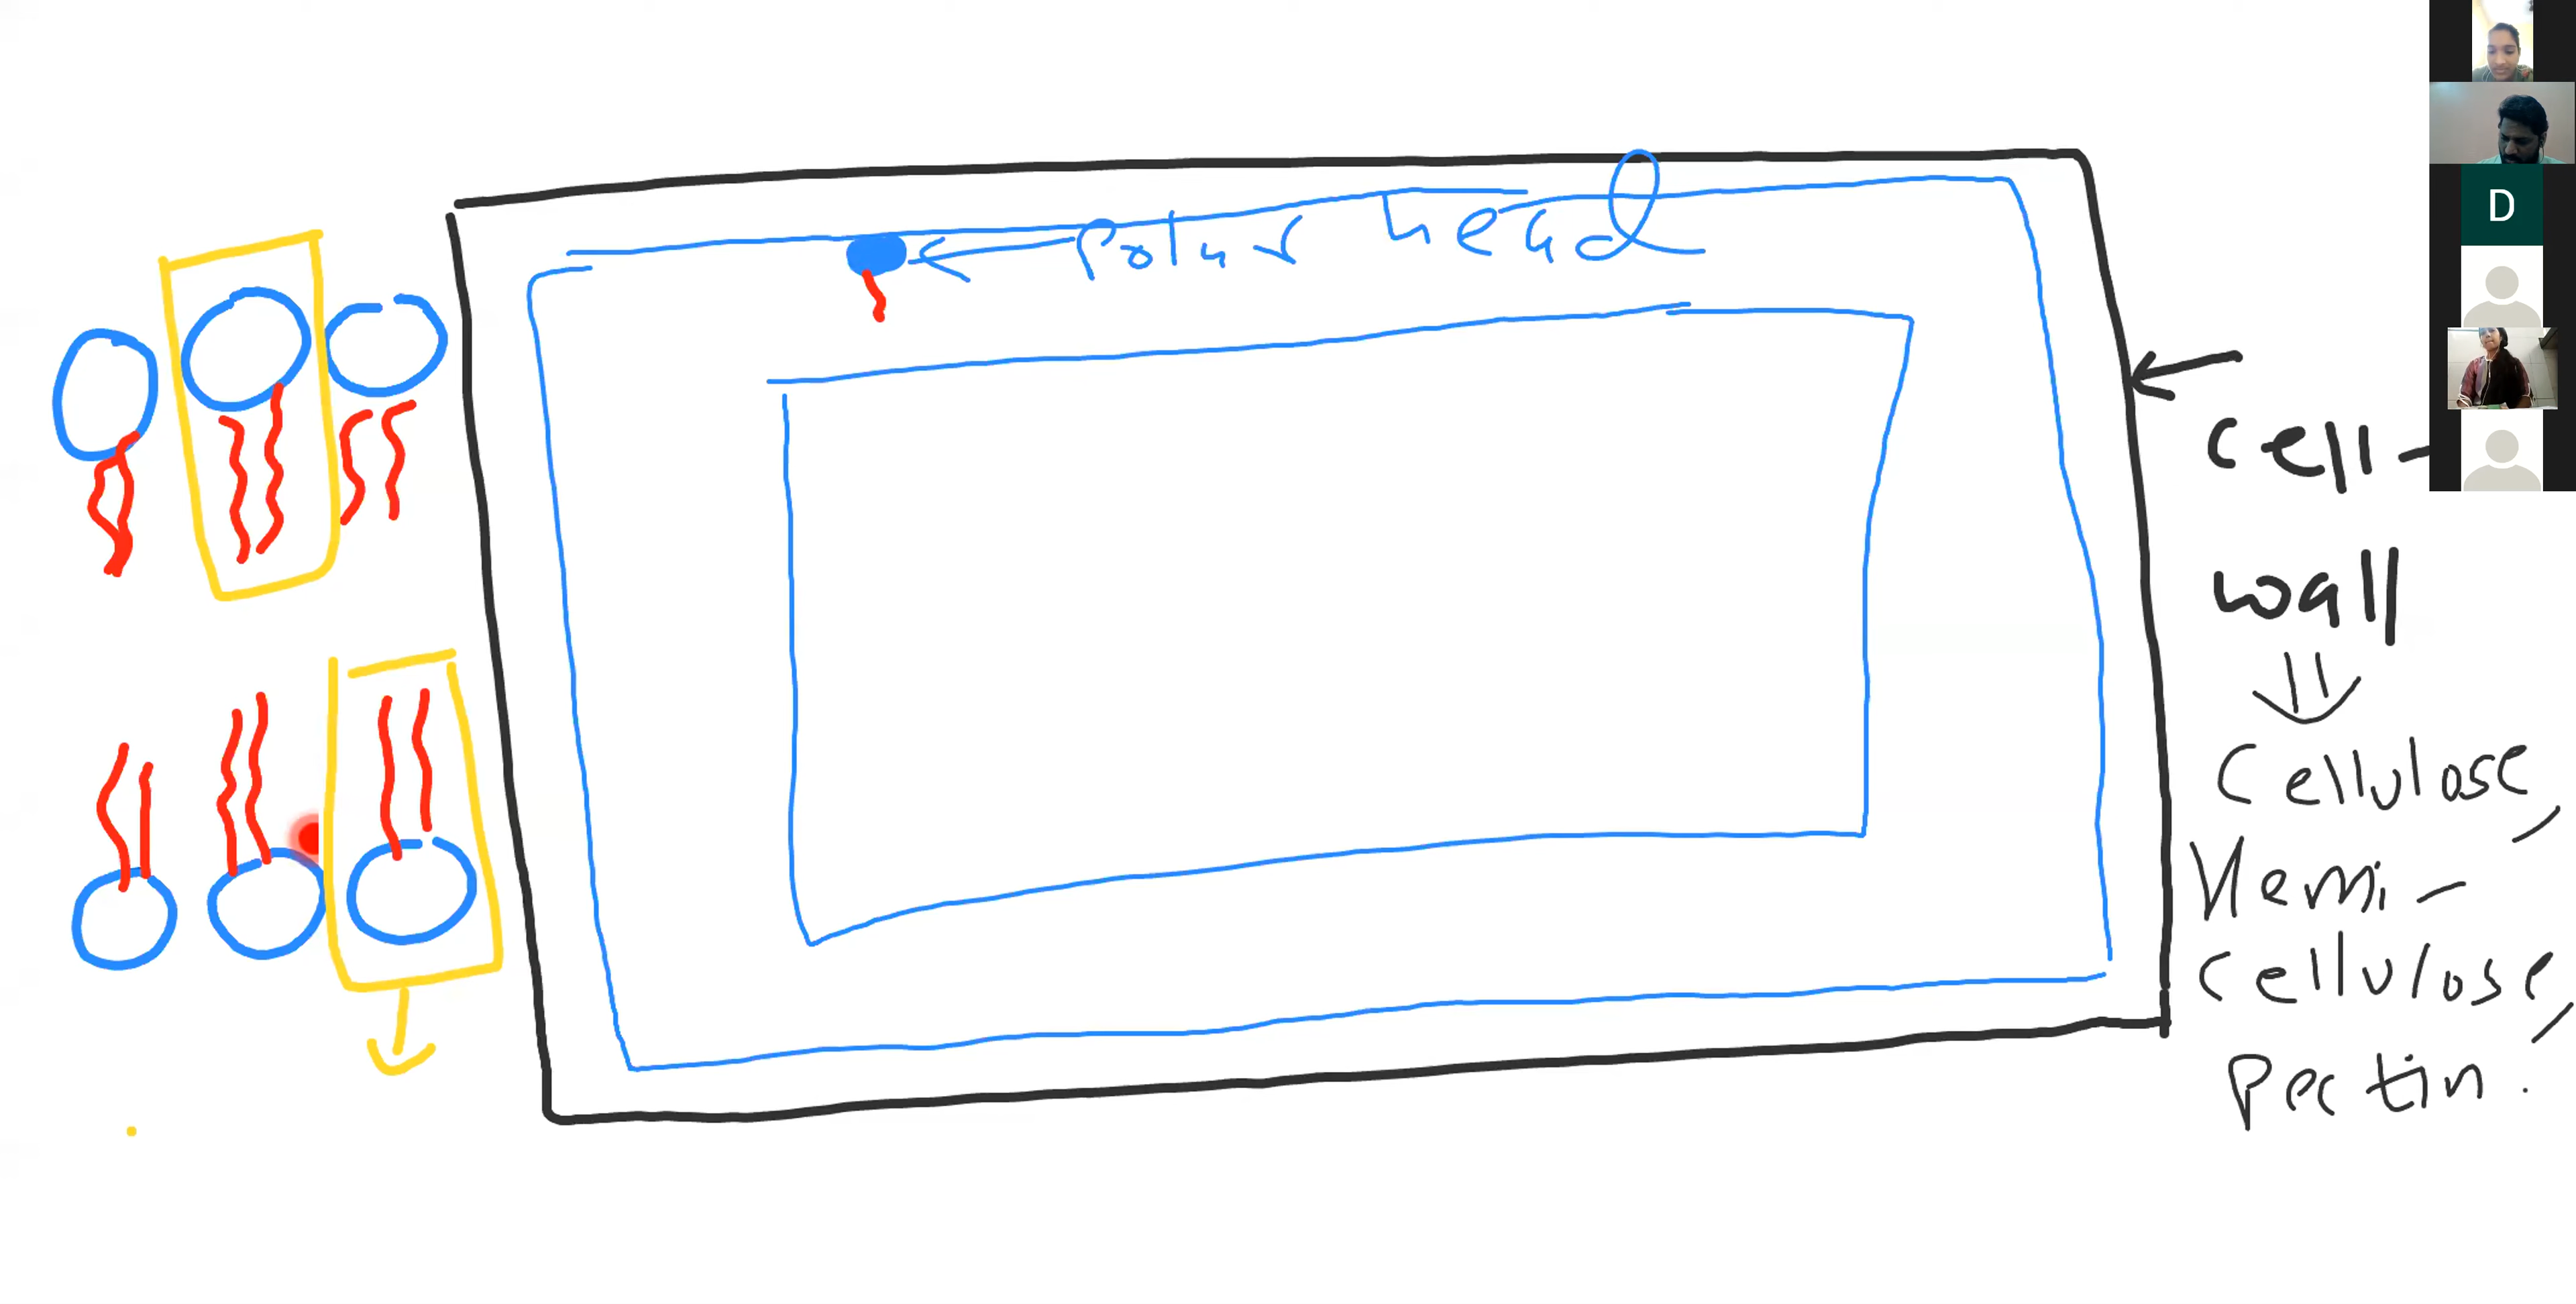 Polar head
cell-
wall
Cellulose,
Hemi-
cellulose,
Pectin.
D